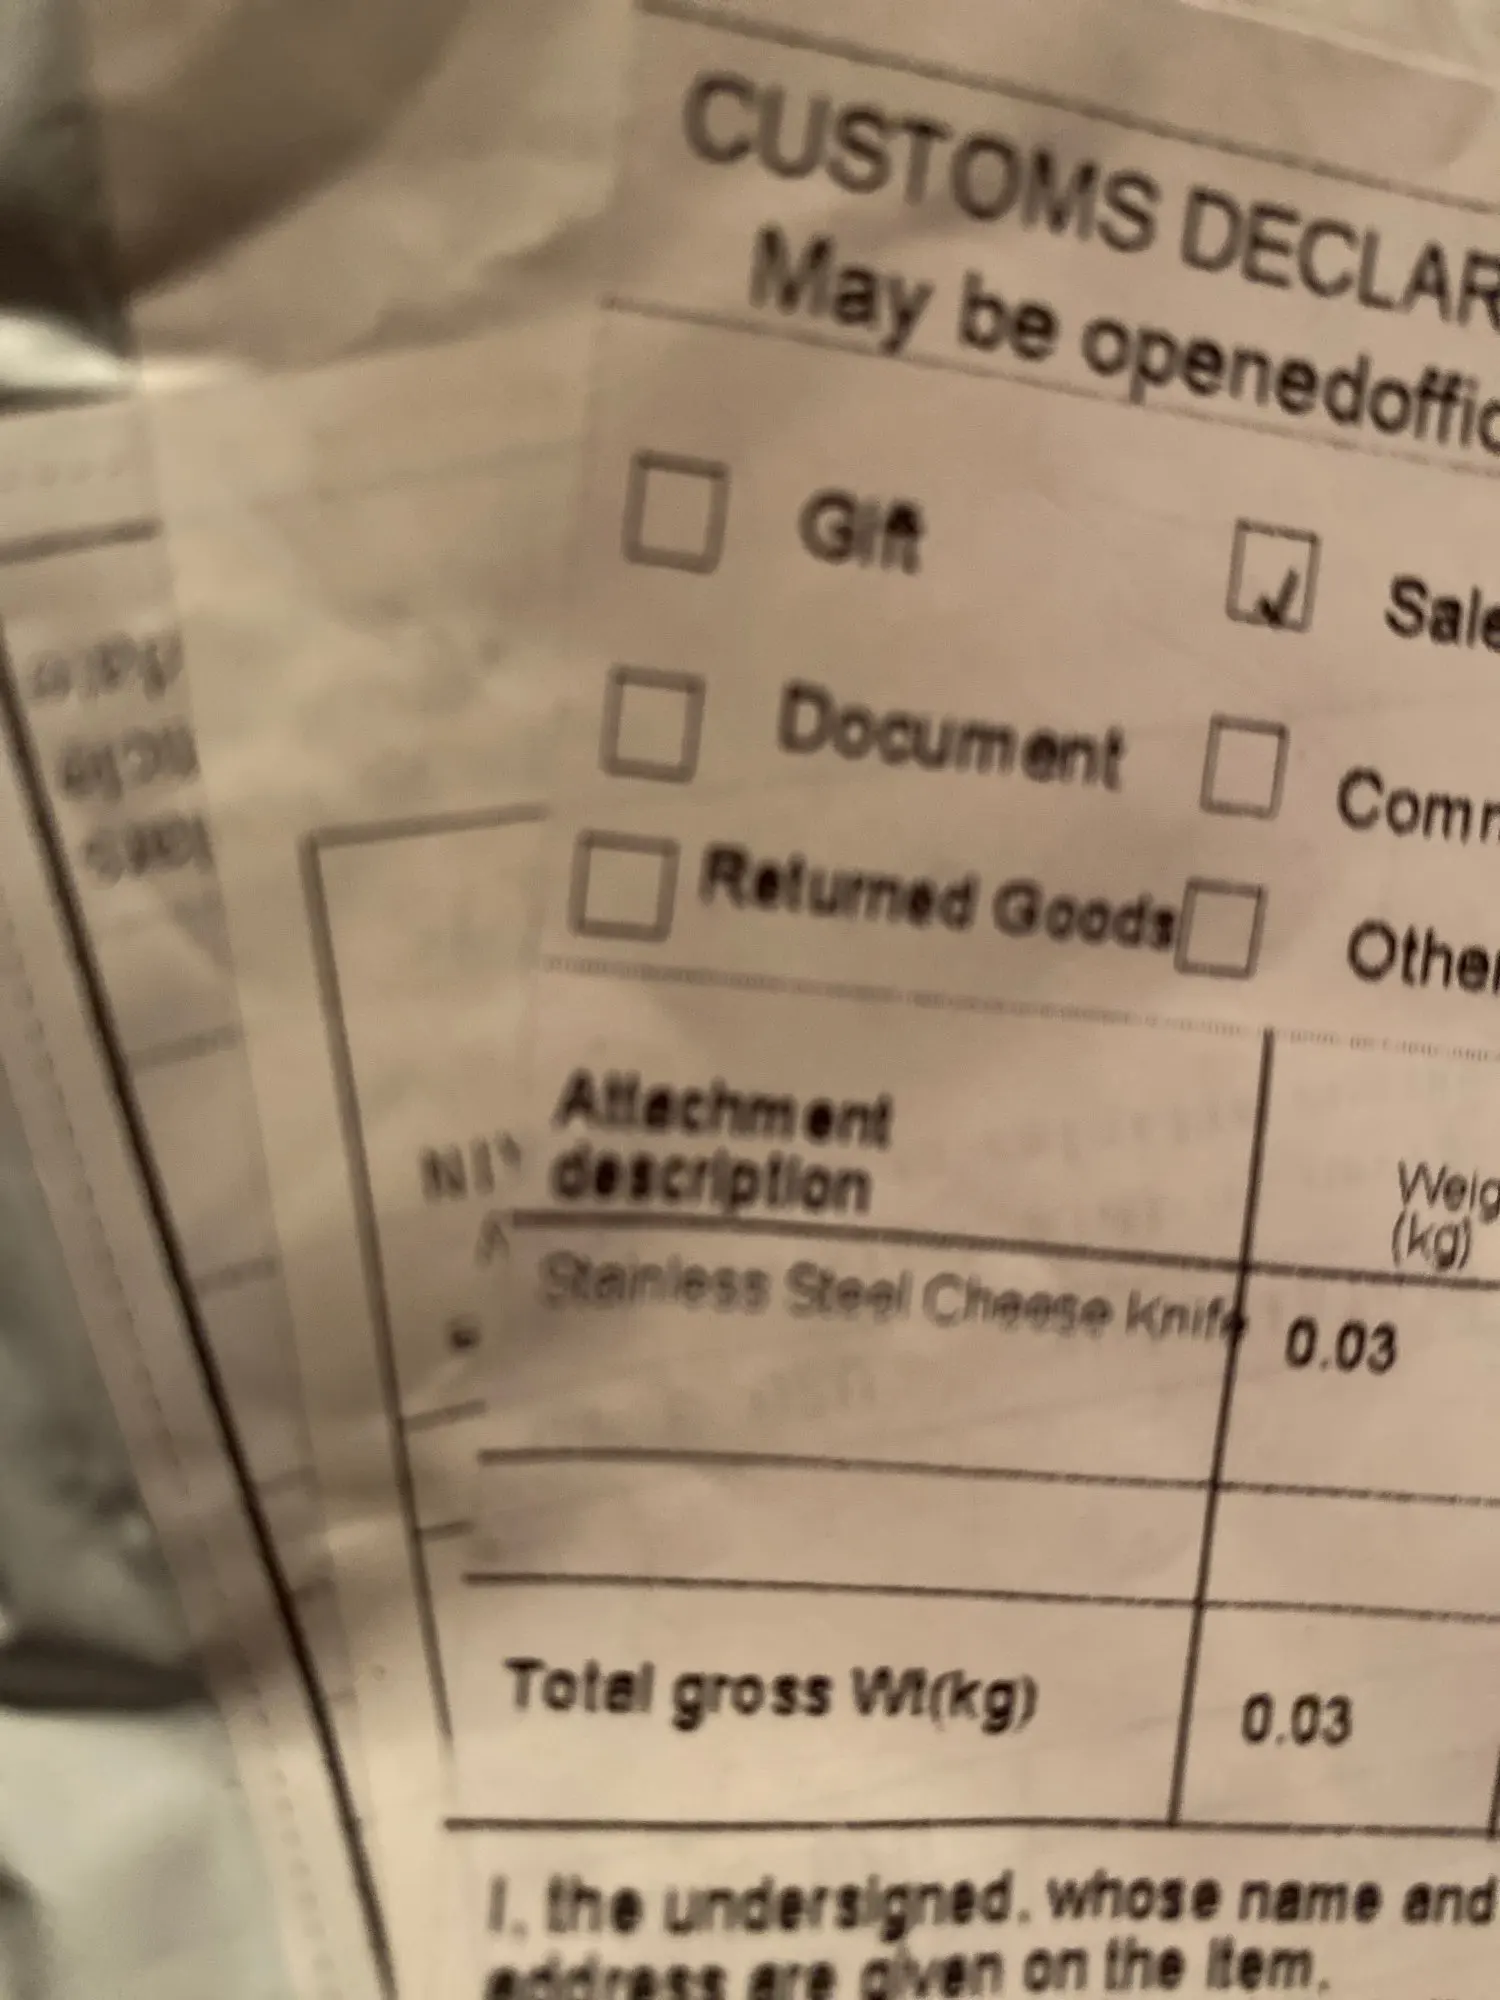 CUSTOMS DECLAR
May be openedoffic
Gift
Sale
Document
Comm
Returned Goods
Other
Attachment
description
Weig
(kg)
Stainless Steel Cheese Knife
0.03
Total gross Wt(kg)
0.03
I, the undersigned. whose name and
address are given on the item.